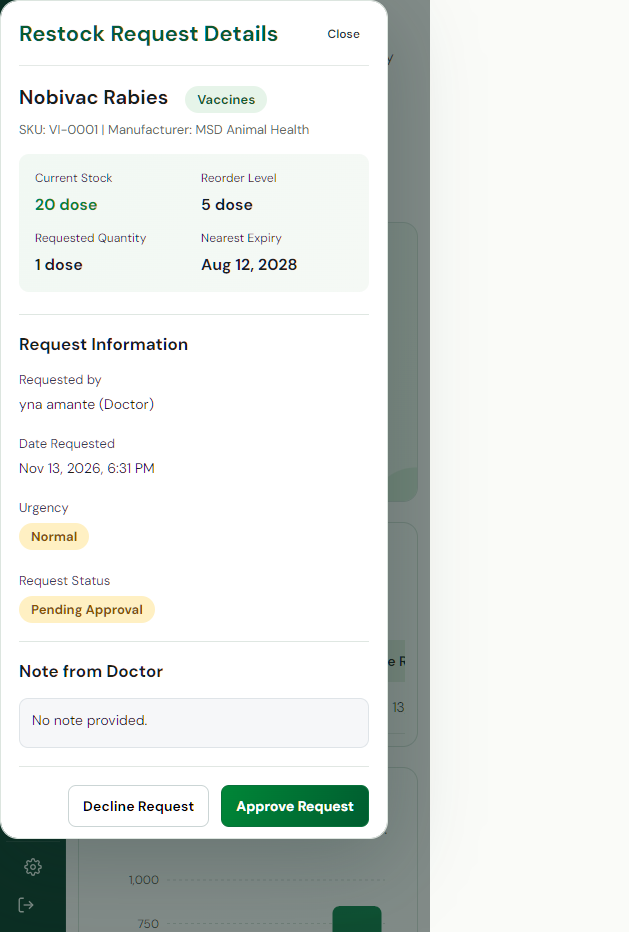 Restock Request Details
Close
Nobivac Rabies
Vaccines
SKU: VI-0001 | Manufacturer: MSD Animal Health
Current Stock
Reorder Level
20 dose
5 dose
Requested Quantity
Nearest Expiry
1 dose
Aug 12, 2028
Request Information
Requested by
yna amante (Doctor)
Date Requested
Nov 13, 2026, 6:31 PM
Urgency
Normal
Request Status
Pending Approval
e R
13
Note from Doctor
No note provided.
Decline Request
Approve Request
1,000
750